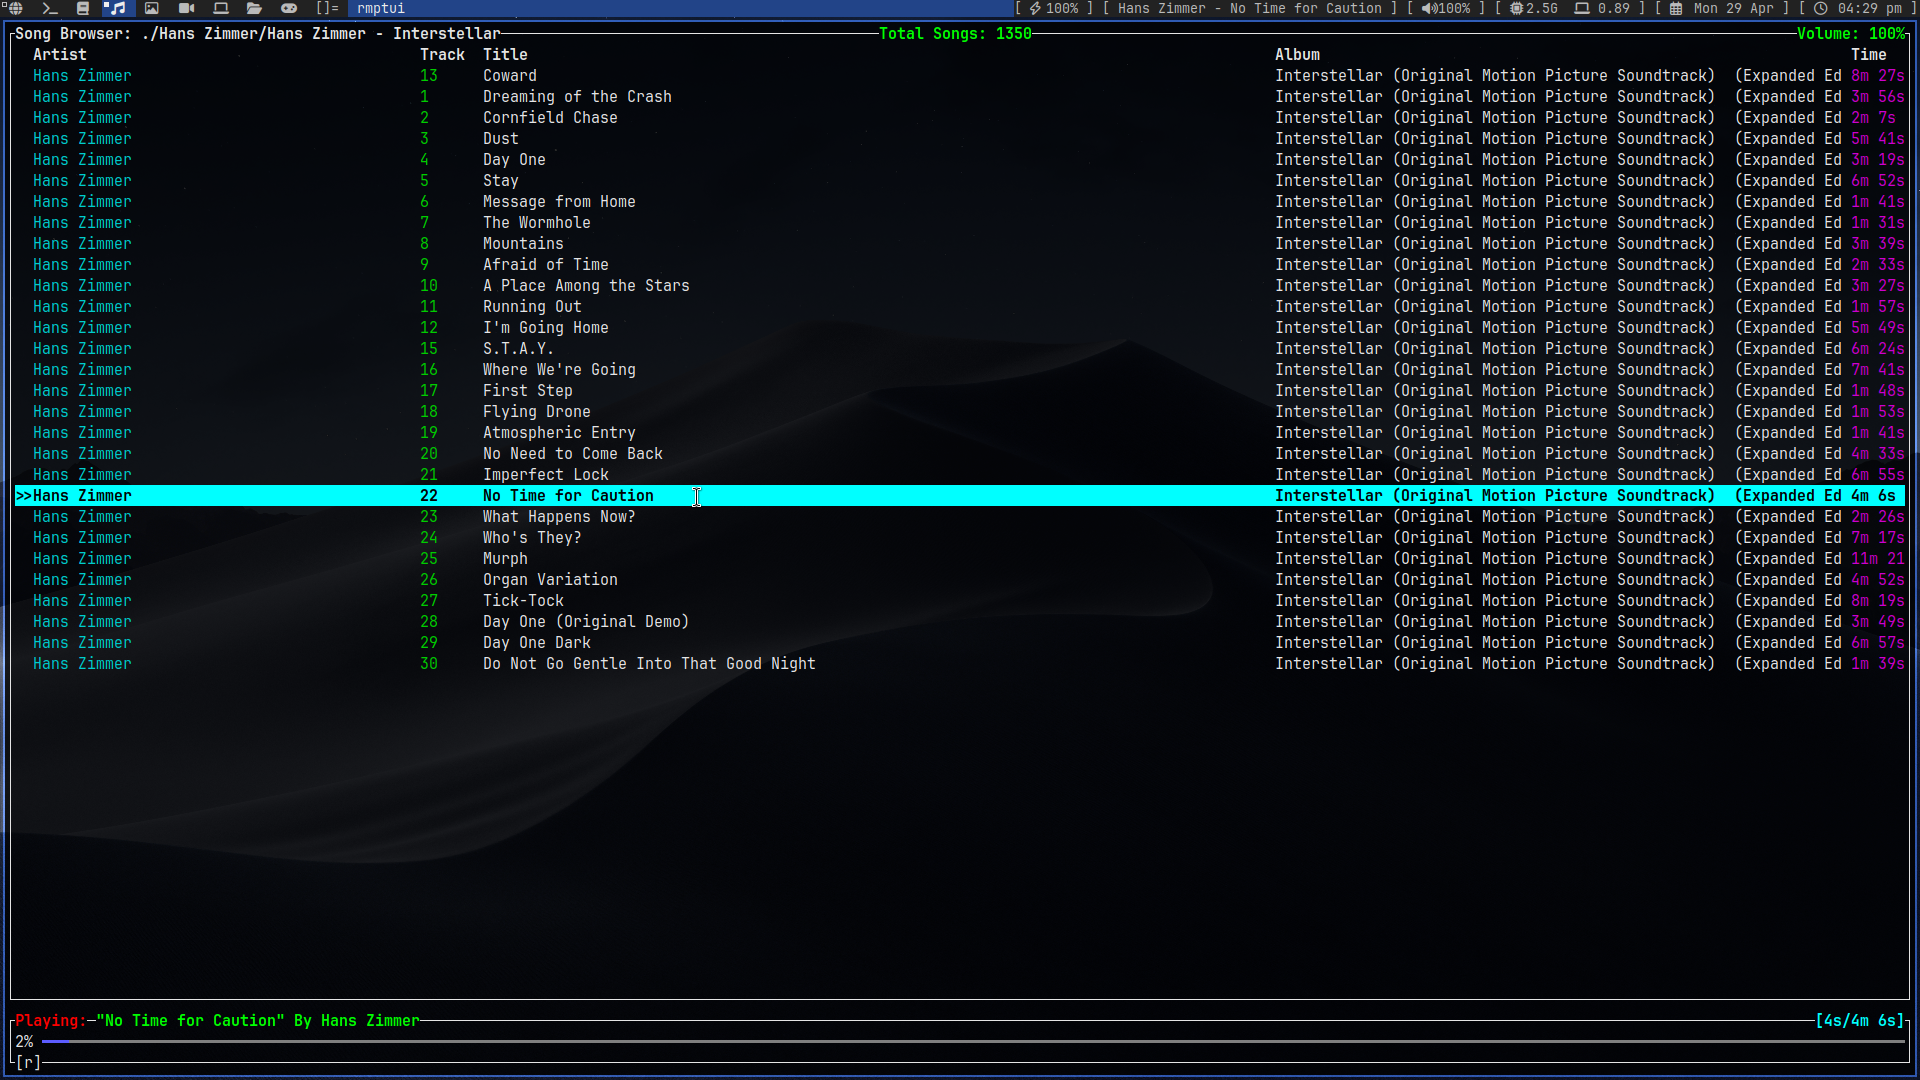 []= rmptui [ 100% ] [ Hans Zimmer - No Time for Caution ] [ 100% ] [ 2.5G 0.89 ] [ Mon 29 Apr ] [ 04:29 pm ]
Song Browser: ./Hans Zimmer/Hans Zimmer - Interstellar Total Songs: 1350 Volume: 100%
Artist Track Title Album Time
Hans Zimmer 13 Coward Interstellar (Original Motion Picture Soundtrack) (Expanded Ed 8m 27s
Hans Zimmer 1 Dreaming of the Crash Interstellar (Original Motion Picture Soundtrack) (Expanded Ed 3m 56s
Hans Zimmer 2 Cornfield Chase Interstellar (Original Motion Picture Soundtrack) (Expanded Ed 2m 7s
Hans Zimmer 3 Dust Interstellar (Original Motion Picture Soundtrack) (Expanded Ed 5m 41s
Hans Zimmer 4 Day One Interstellar (Original Motion Picture Soundtrack) (Expanded Ed 3m 19s
Hans Zimmer 5 Stay Interstellar (Original Motion Picture Soundtrack) (Expanded Ed 6m 52s
Hans Zimmer 6 Message from Home Interstellar (Original Motion Picture Soundtrack) (Expanded Ed 1m 41s
Hans Zimmer 7 The Wormhole Interstellar (Original Motion Picture Soundtrack) (Expanded Ed 1m 31s
Hans Zimmer 8 Mountains Interstellar (Original Motion Picture Soundtrack) (Expanded Ed 3m 39s
Hans Zimmer 9 Afraid of Time Interstellar (Original Motion Picture Soundtrack) (Expanded Ed 2m 33s
Hans Zimmer 10 A Place Among the Stars Interstellar (Original Motion Picture Soundtrack) (Expanded Ed 3m 27s
Hans Zimmer 11 Running Out Interstellar (Original Motion Picture Soundtrack) (Expanded Ed 1m 57s
Hans Zimmer 12 I'm Going Home Interstellar (Original Motion Picture Soundtrack) (Expanded Ed 5m 49s
Hans Zimmer 15 S.T.A.Y. Interstellar (Original Motion Picture Soundtrack) (Expanded Ed 6m 24s
Hans Zimmer 16 Where We're Going Interstellar (Original Motion Picture Soundtrack) (Expanded Ed 7m 41s
Hans Zimmer 17 First Step Interstellar (Original Motion Picture Soundtrack) (Expanded Ed 1m 48s
Hans Zimmer 18 Flying Drone Interstellar (Original Motion Picture Soundtrack) (Expanded Ed 1m 53s
Hans Zimmer 19 Atmospheric Entry Interstellar (Original Motion Picture Soundtrack) (Expanded Ed 1m 41s
Hans Zimmer 20 No Need to Come Back Interstellar (Original Motion Picture Soundtrack) (Expanded Ed 4m 33s
Hans Zimmer 21 Imperfect Lock Interstellar (Original Motion Picture Soundtrack) (Expanded Ed 6m 55s
>>Hans Zimmer 22 No Time for Caution Interstellar (Original Motion Picture Soundtrack) (Expanded Ed 4m 6s
Hans Zimmer 23 What Happens Now? Interstellar (Original Motion Picture Soundtrack) (Expanded Ed 2m 26s
Hans Zimmer 24 Who's They? Interstellar (Original Motion Picture Soundtrack) (Expanded Ed 7m 17s
Hans Zimmer 25 Murph Interstellar (Original Motion Picture Soundtrack) (Expanded Ed 11m 21
Hans Zimmer 26 Organ Variation Interstellar (Original Motion Picture Soundtrack) (Expanded Ed 4m 52s
Hans Zimmer 27 Tick-Tock Interstellar (Original Motion Picture Soundtrack) (Expanded Ed 8m 19s
Hans Zimmer 28 Day One (Original Demo) Interstellar (Original Motion Picture Soundtrack) (Expanded Ed 3m 49s
Hans Zimmer 29 Day One Dark Interstellar (Original Motion Picture Soundtrack) (Expanded Ed 6m 57s
Hans Zimmer 30 Do Not Go Gentle Into That Good Night Interstellar (Original Motion Picture Soundtrack) (Expanded Ed 1m 39s
Playing: "No Time for Caution" By Hans Zimmer [4s/4m 6s]
2%
[r]